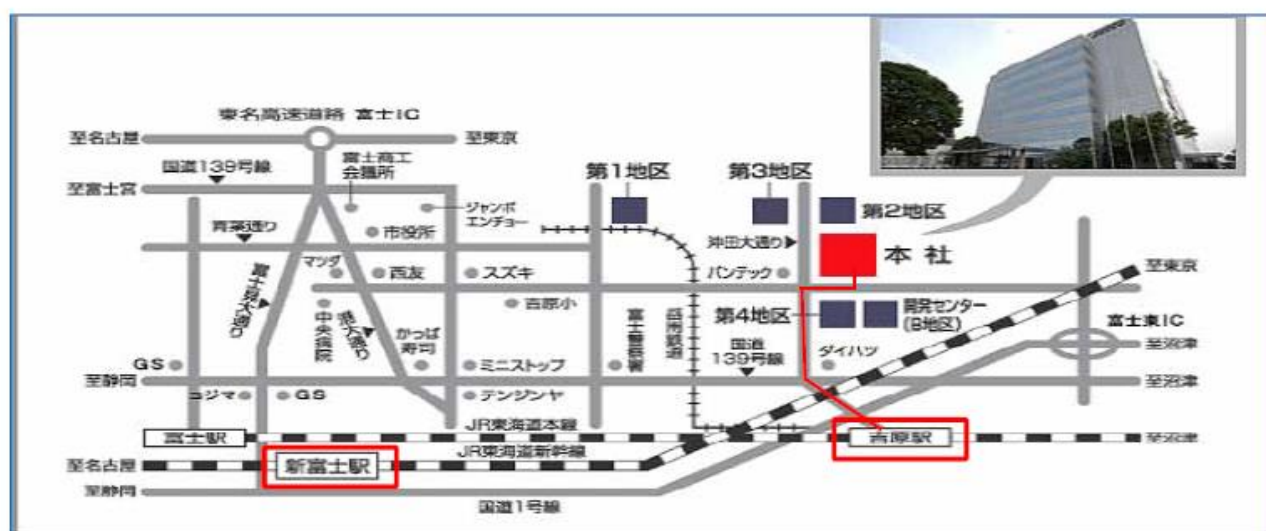 東名高速道路 富士IC
至名古屋
至東京
国道139号線
富士商工
会議所
第1地区
第3地区
至富士宮
ジャンボ
エンチョー
第2地区
青葉通り
市役所
沖田大通り
本社
マツダ
西友
スズキ
バンテック
至東京
吉原小
富士見大通り
中央病院
港大通り
かっぱ
寿司
富士警察署
岳南鉄道
第4地区
開発センター
(B地区)
富士東IC
国道
139号線
ダイハツ
至沼津
GS
ミニストップ
至静岡
至沼津
コジマ
GS
テンジンヤ
JR東海道本線
富士駅
吉原駅
至沼津
JR東海道新幹線
至名古屋
新富士駅
至静岡
国道1号線